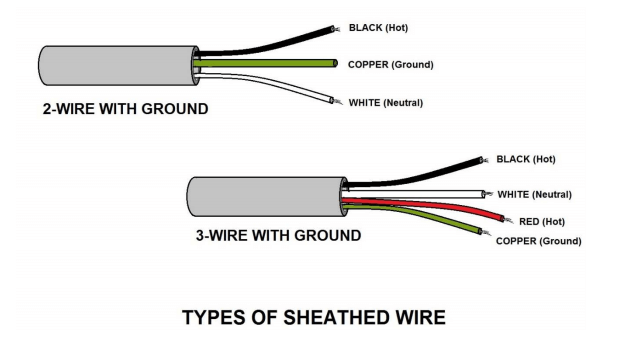 BLACK (Hot)
COPPER (Ground)
WHITE (Neutral)
2-WIRE WITH GROUND
BLACK (Hot)
WHITE (Neutral)
RED (Hot)
COPPER (Ground)
3-WIRE WITH GROUND
TYPES OF SHEATHED WIRE